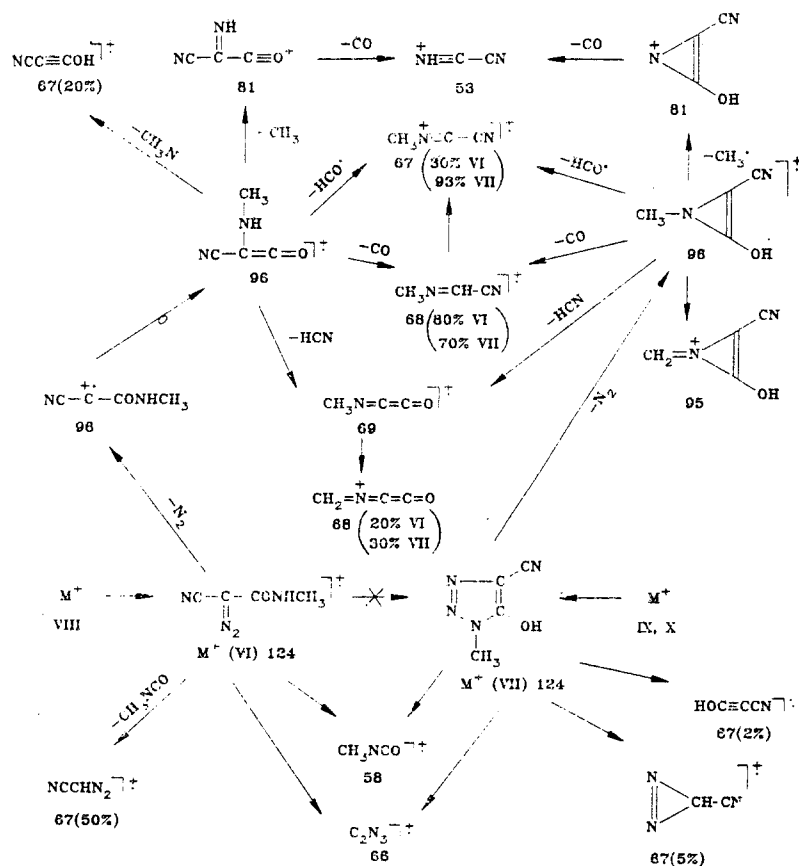 NH
CN
NCC≡COH]⁺·
NC
C
C≡O⁺
−CO
⁺NH=C
CN
−CO
N⁺
67(20%)
81
53
OH
−CH₃N
−CH₃
CH₃N⁺≡C—CN]⁺·
81
−HCO·
67 (30% VI
93% VII)
−HCO·
−CH₃·
CN]⁺·
CH₃
NH
NC—C=C=O]⁺·
−CO
−CO
CH₃—N
OH
96
CH₃N=CH—CN]⁺·
96
68 (80% VI
70% VII)
−HCN
−HCN
CN
CH₂=N⁺
OH
NC—C⁺·—CONHCH₃
CH₃N=C=C=O]⁺·
−N₂
95
96
69
CH₂=N⁺=C=C=O
−N₂
68 (20% VI
30% VII)
CN
M⁺
NC—C—CONHCH₃]⁺·
N
C
M⁺
VIII
N₂
N
N
C
OH
IX, X
M⁺ (VI) 124
CH₃
M⁺ (VII) 124
−CH₃NCO
HOC≡CCN]⁺·
CH₃NCO]⁺·
67(2%)
NCCHN₂]⁺·
58
N
N
CH—CN]⁺·
67(50%)
C₂N₃]⁺·
66
67(5%)